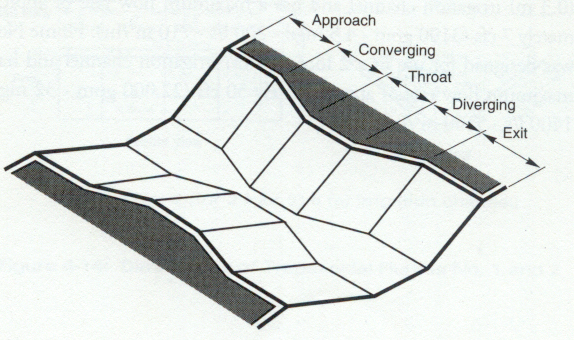 Approach
Converging
Throat
Diverging
Exit